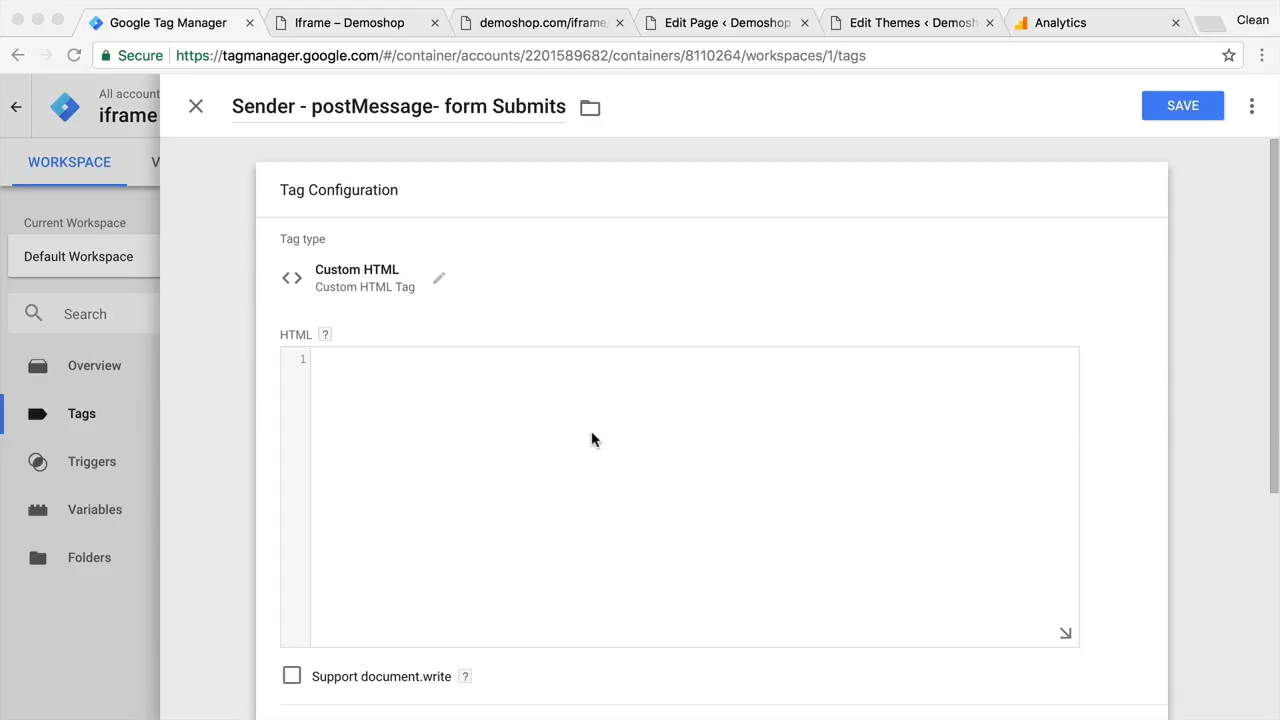 Google Tag Manager
Iframe – Demoshop
demoshop.com/iframe
Edit Page ‹ Demoshop
Edit Themes ‹ Demosh
Analytics
Clean
Secure
https://tagmanager.google.com/#/container/accounts/2201589682/containers/8110264/workspaces/1/tags
All account
iframe
Sender - postMessage- form Submits
SAVE
WORKSPACE
V
Tag Configuration
Current Workspace
Default Workspace
Tag type
Custom HTML
Custom HTML Tag
Search
HTML ?
1
Overview
Tags
Triggers
Variables
Folders
Support document.write ?